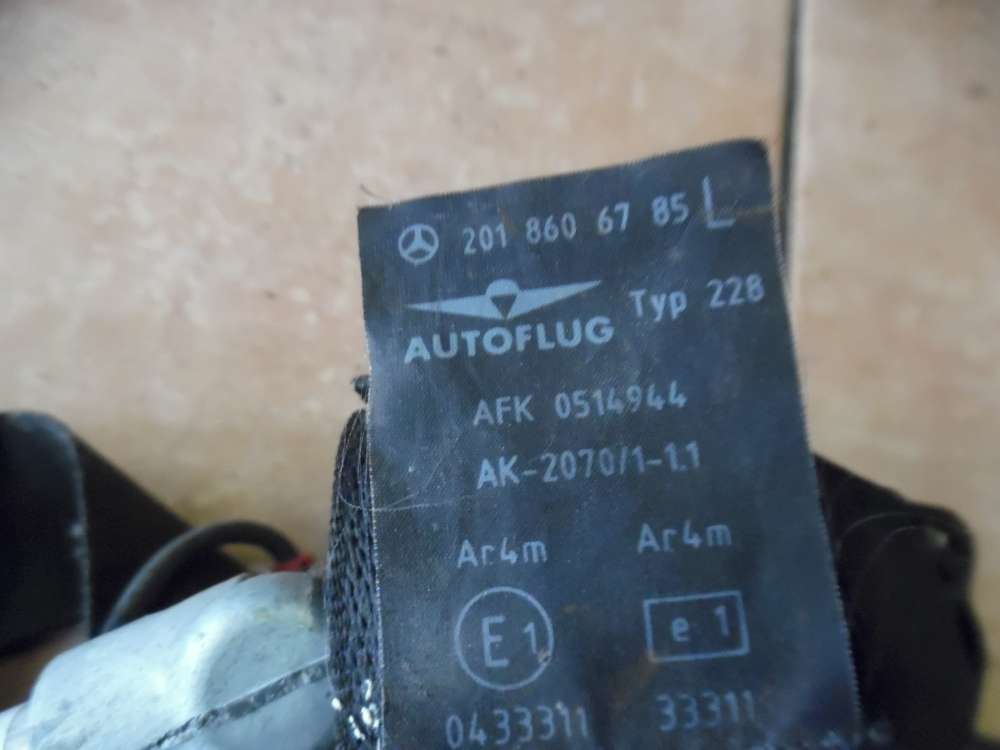 201 860 67 85 L
AUTOFLUG Typ 228
AFK 0514944
AK-2070/1-1.1
Ar4m Ar4m
E1 e 1
0433311 33311